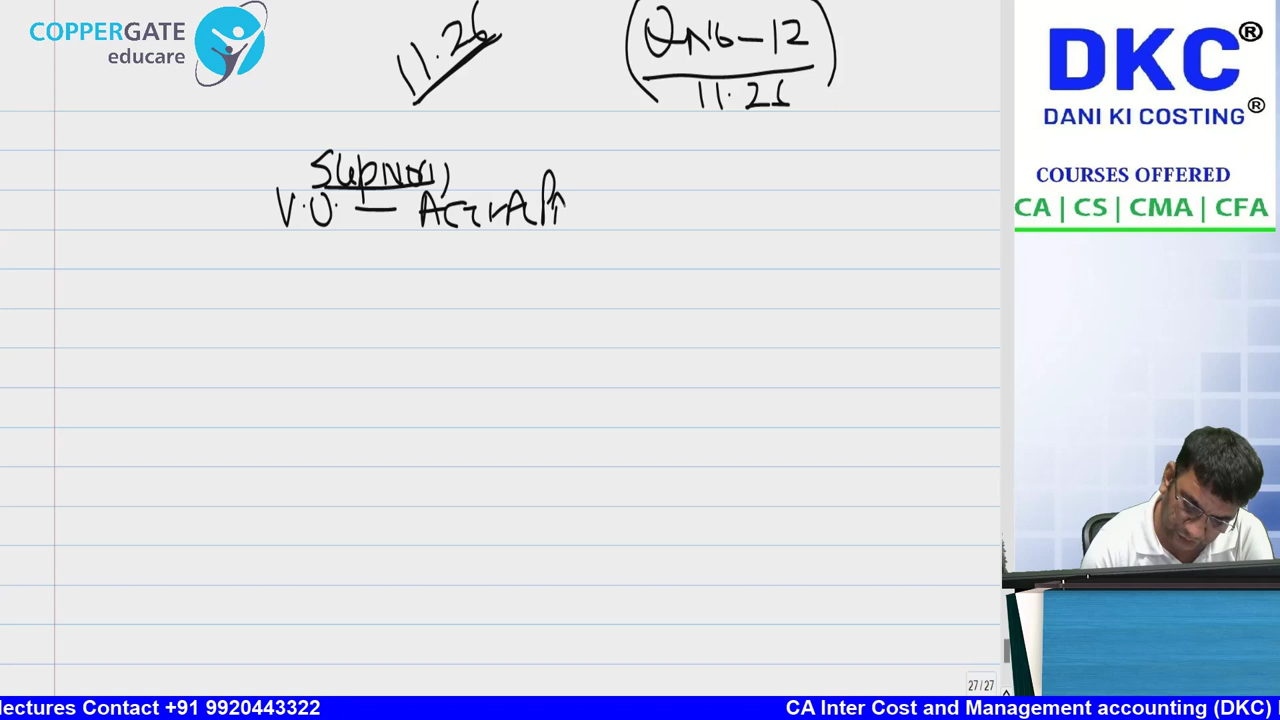 COPPERGATE
educare
11.26
QN16-12
11.26
V.O. — Actual
DKC®
DANI KI COSTING®
COURSES OFFERED
CA | CS | CMA | CFA
27/27
lectures Contact +91 9920443322
CA Inter Cost and Management accounting (DKC)